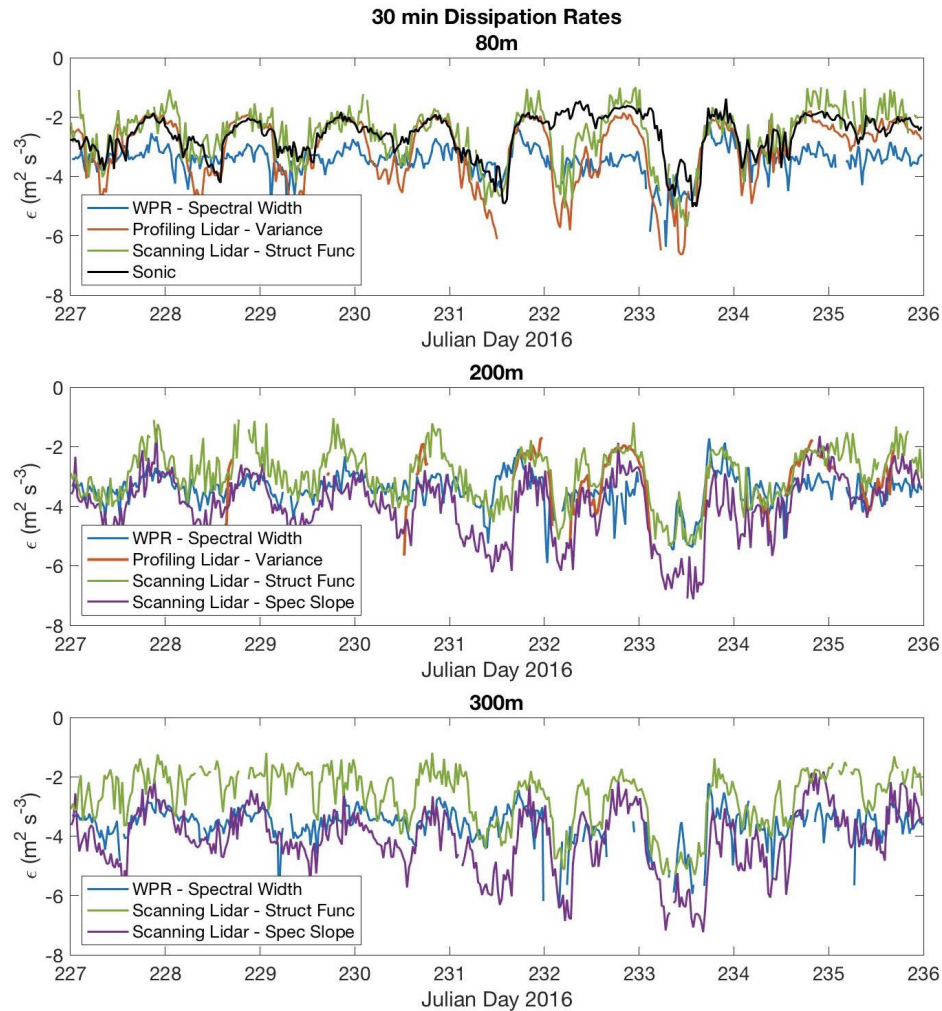 30 min Dissipation Rates
80m
0
-2
-4
-6
-8
ϵ (m² s⁻³)
WPR - Spectral Width
Profiling Lidar - Variance
Scanning Lidar - Struct Func
Sonic
227 228 229 230 231 232 233 234 235 236
Julian Day 2016
200m
0
-2
-4
-6
-8
ϵ (m² s⁻³)
WPR - Spectral Width
Profiling Lidar - Variance
Scanning Lidar - Struct Func
Scanning Lidar - Spec Slope
227 228 229 230 231 232 233 234 235 236
Julian Day 2016
300m
0
-2
-4
-6
-8
ϵ (m² s⁻³)
WPR - Spectral Width
Scanning Lidar - Struct Func
Scanning Lidar - Spec Slope
227 228 229 230 231 232 233 234 235 236
Julian Day 2016